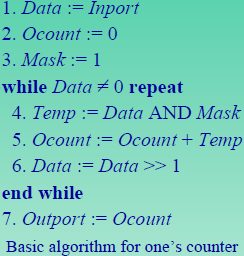 1. Data := Inport
2. Ocount := 0
3. Mask := 1
while Data ≠ 0 repeat
4. Temp := Data AND Mask
5. Ocount := Ocount + Temp
6. Data := Data >> 1
end while
7. Outport := Ocount
Basic algorithm for one's counter